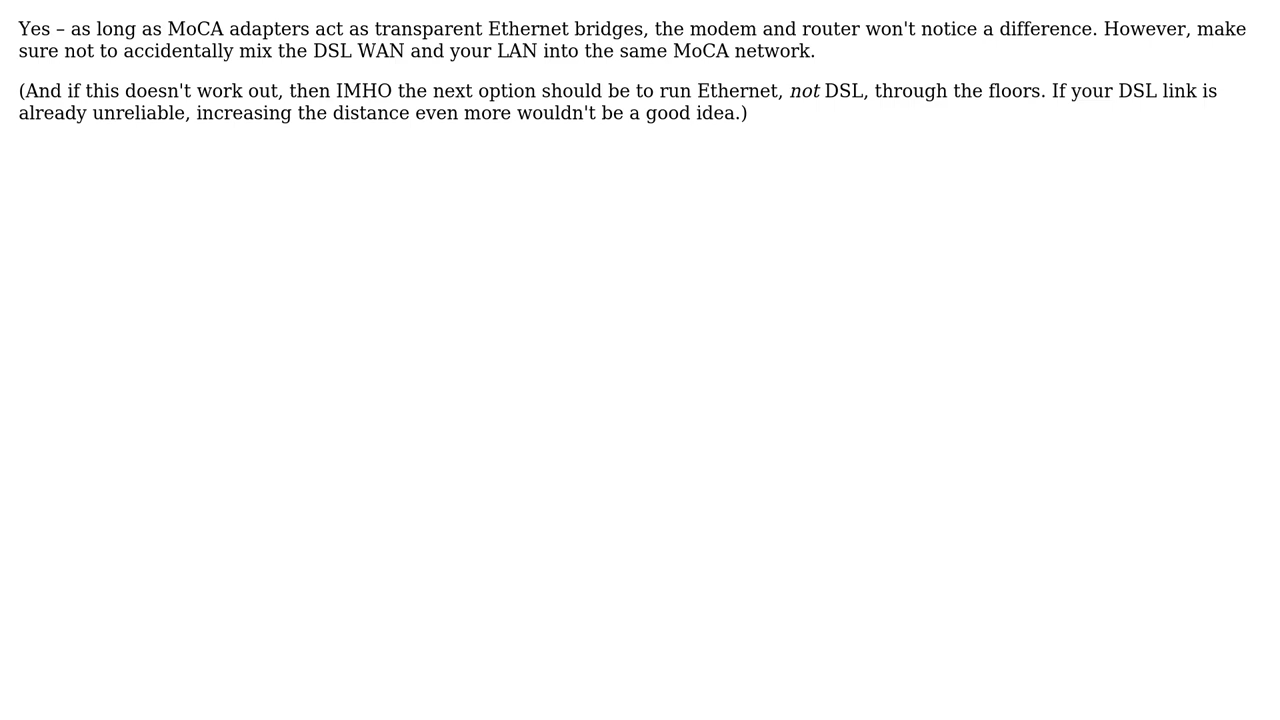 Yes – as long as MoCA adapters act as transparent Ethernet bridges, the modem and router won't notice a difference. However, make
sure not to accidentally mix the DSL WAN and your LAN into the same MoCA network.
(And if this doesn't work out, then IMHO the next option should be to run Ethernet, not DSL, through the floors. If your DSL link is
already unreliable, increasing the distance even more wouldn't be a good idea.)